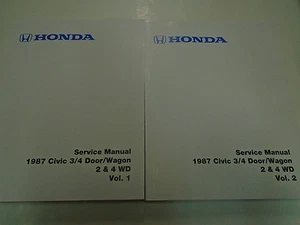 HONDA
Service Manual
1987 Civic 3/4 Door/Wagon
2 & 4 WD
Vol. 1
HONDA
Service Manual
1987 Civic 3/4 Door/Wagon
2 & 4 WD
Vol. 2